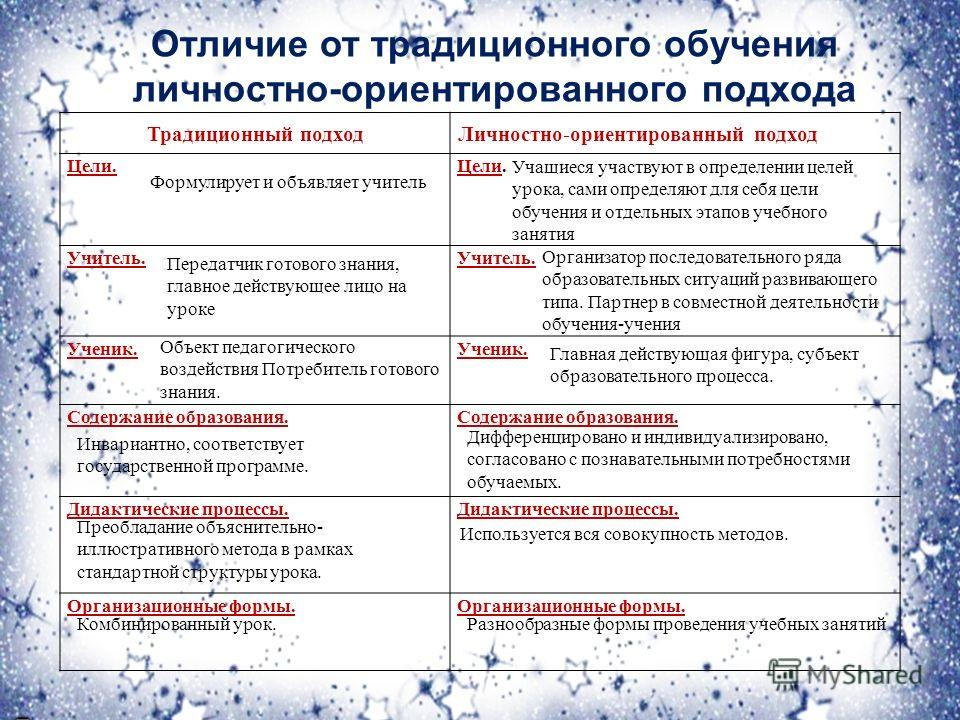 Отличие от традиционного обучения
личностно-ориентированного подхода
Традиционный подход
Личностно-ориентированный подход
Цели.
Формулирует и объявляет учитель
Цели.
Учащиеся участвуют в определении целей
урока, сами определяют для себя цели
обучения и отдельных этапов учебного
занятия
Учитель.
Передатчик готового знания,
главное действующее лицо на
уроке
Учитель.
Организатор последовательного ряда
образовательных ситуаций развивающего
типа. Партнер в совместной деятельности
обучения-учения
Ученик.
Объект педагогического
воздействия Потребитель готового
знания.
Ученик.
Главная действующая фигура, субъект
образовательного процесса.
Содержание образования.
Инвариантно, соответствует
государственной программе.
Содержание образования.
Дифференцировано и индивидуализировано,
согласовано с познавательными потребностями
обучаемых.
Дидактические процессы.
Преобладание объяснительно-
иллюстративного метода в рамках
стандартной структуры урока.
Дидактические процессы.
Используется вся совокупность методов.
Организационные формы.
Комбинированный урок.
Организационные формы.
Разнообразные формы проведения учебных занятий
MyShared